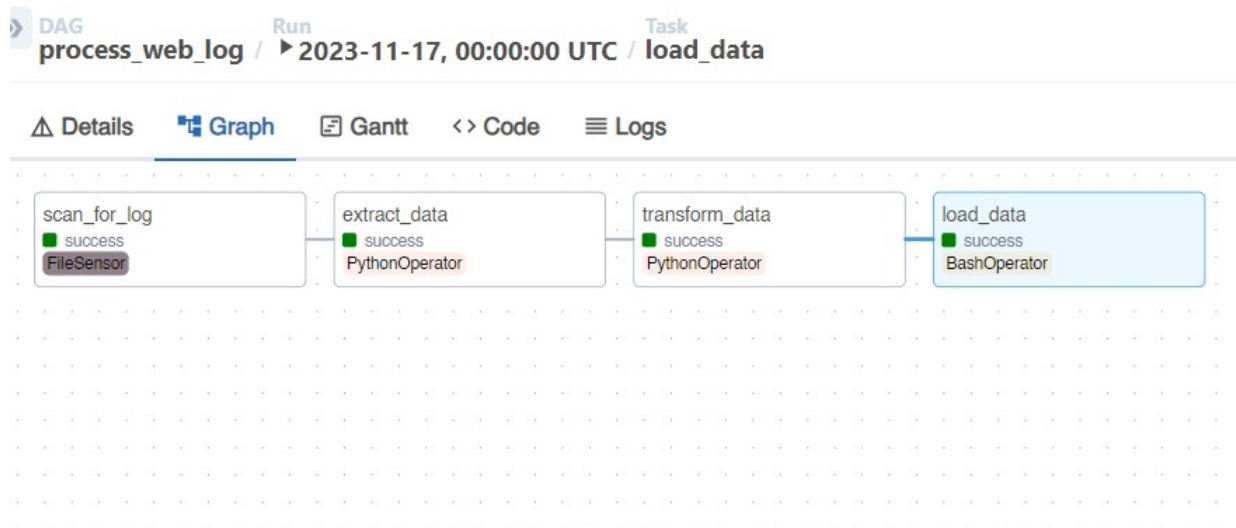 DAG Run Task
process_web_log / 2023-11-17, 00:00:00 UTC / load_data
Details Graph Gantt <> Code Logs
scan_for_log extract_data transform_data load_data
success success success success
FileSensor PythonOperator PythonOperator BashOperator